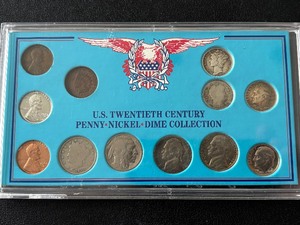 U.S. TWENTIETH CENTURY
PENNY•NICKEL•DIME COLLECTION